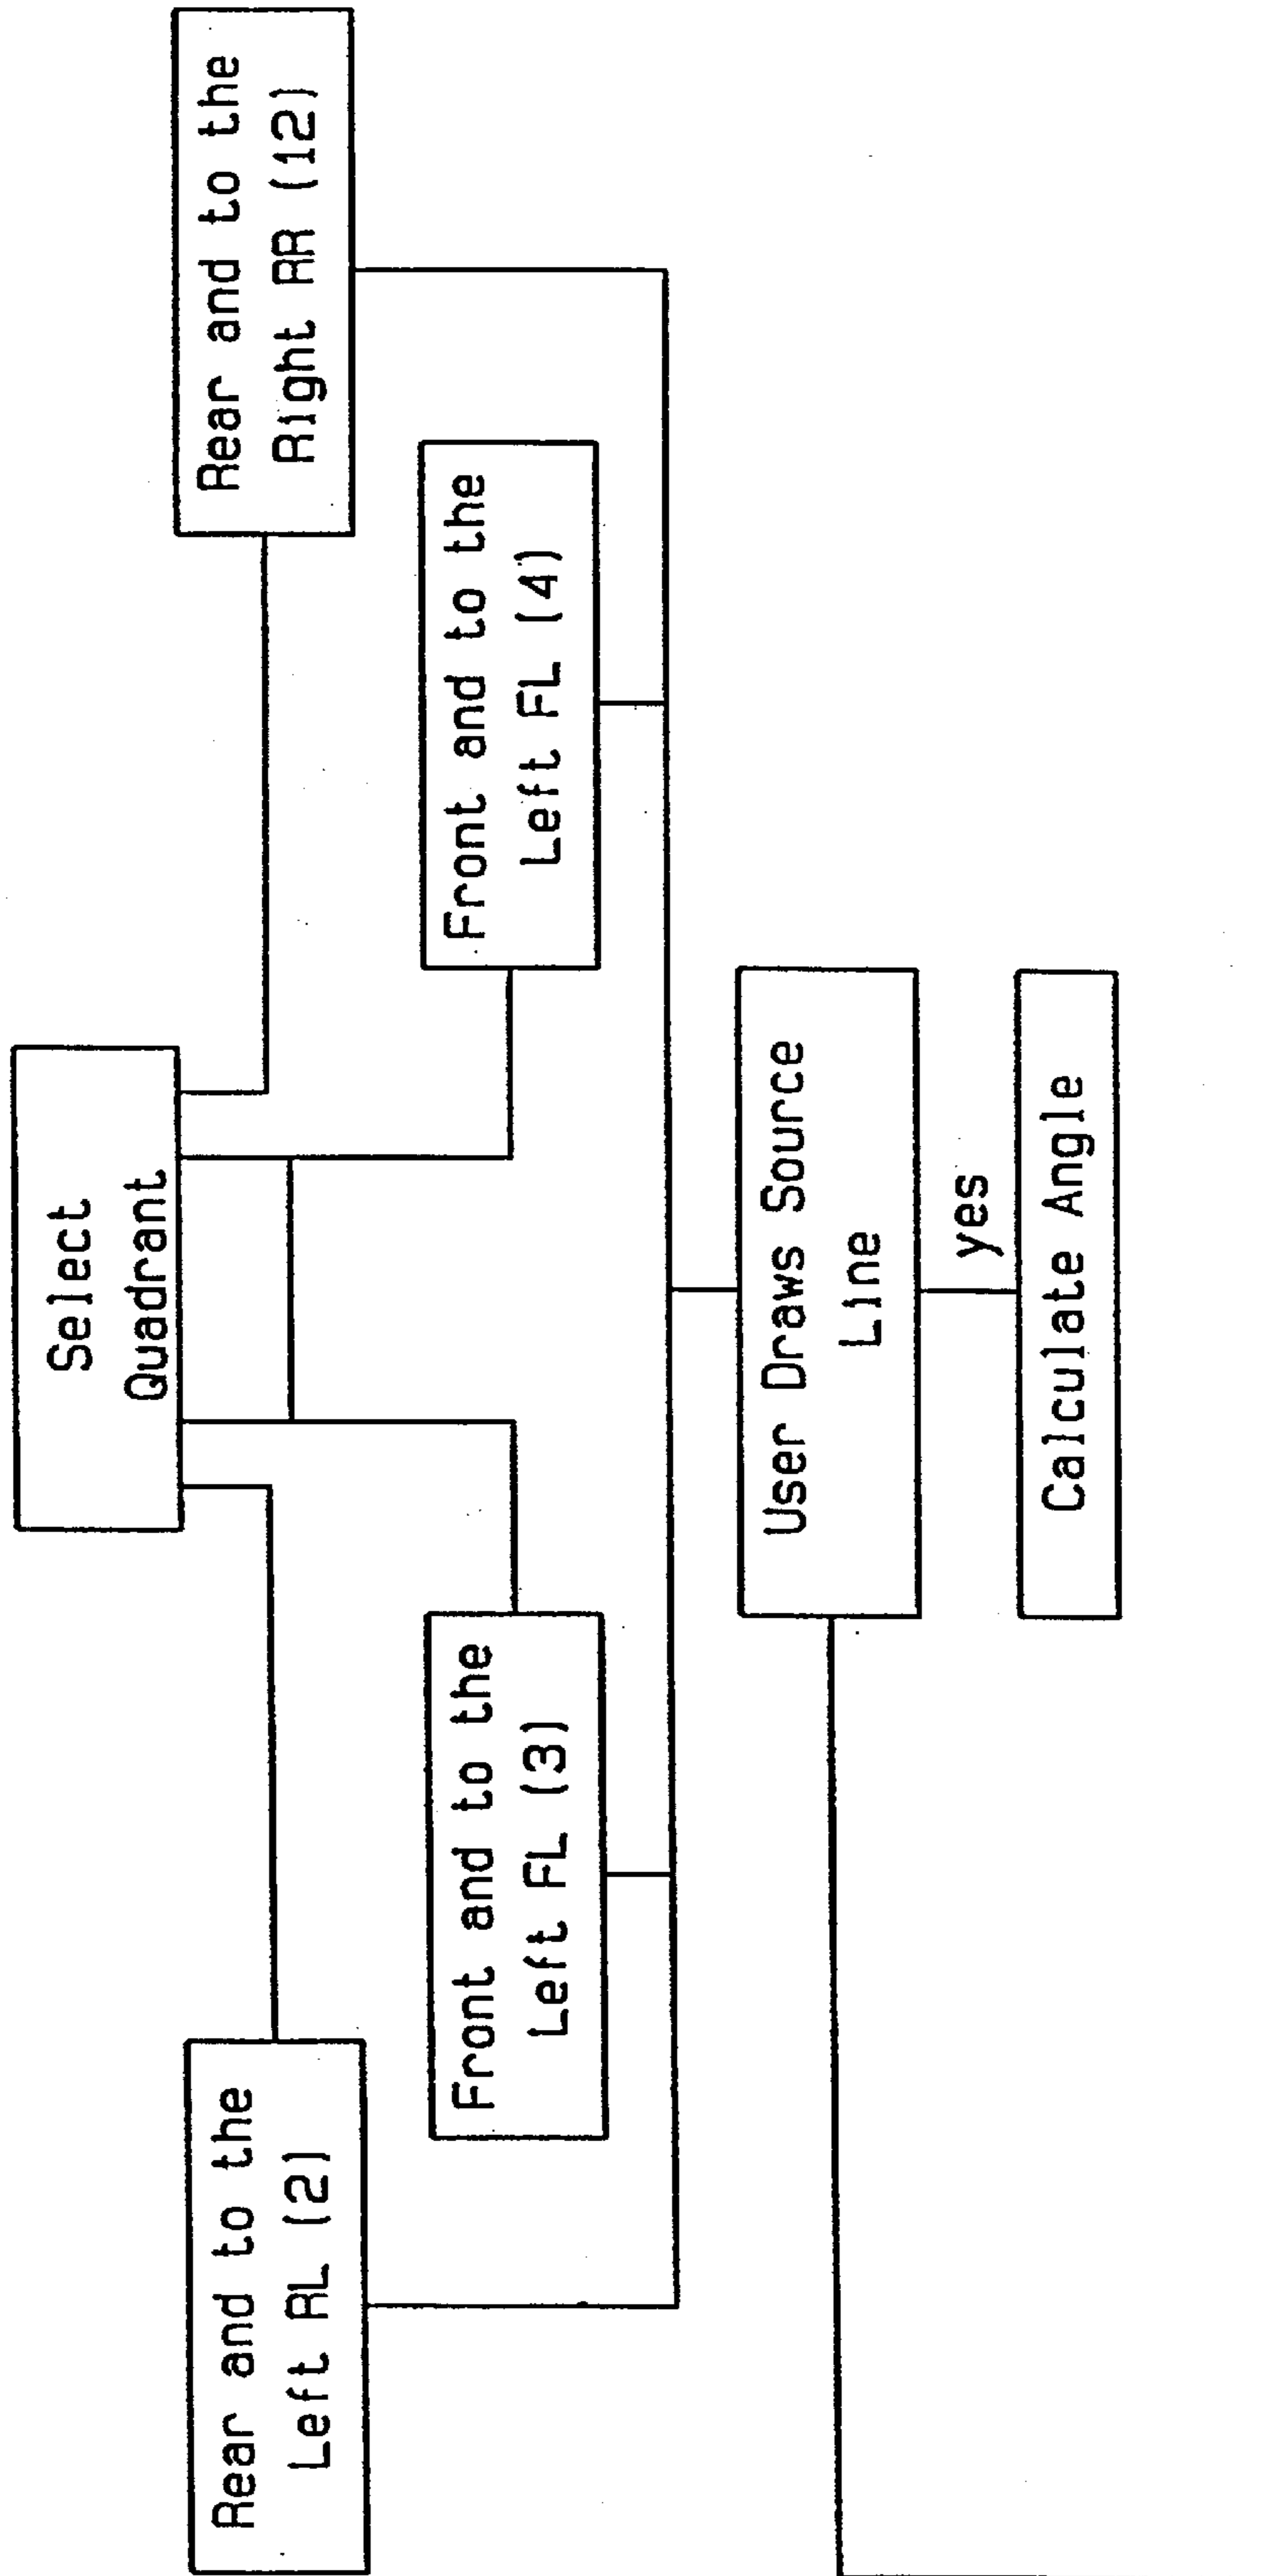 Select
Quadrant
Rear and to the
Left RL (2)
Rear and to the
Right RR (12)
Front and to the
Left FL (3)
Front and to the
Left FL (4)
User Draws Source
Line
yes
Calculate Angle